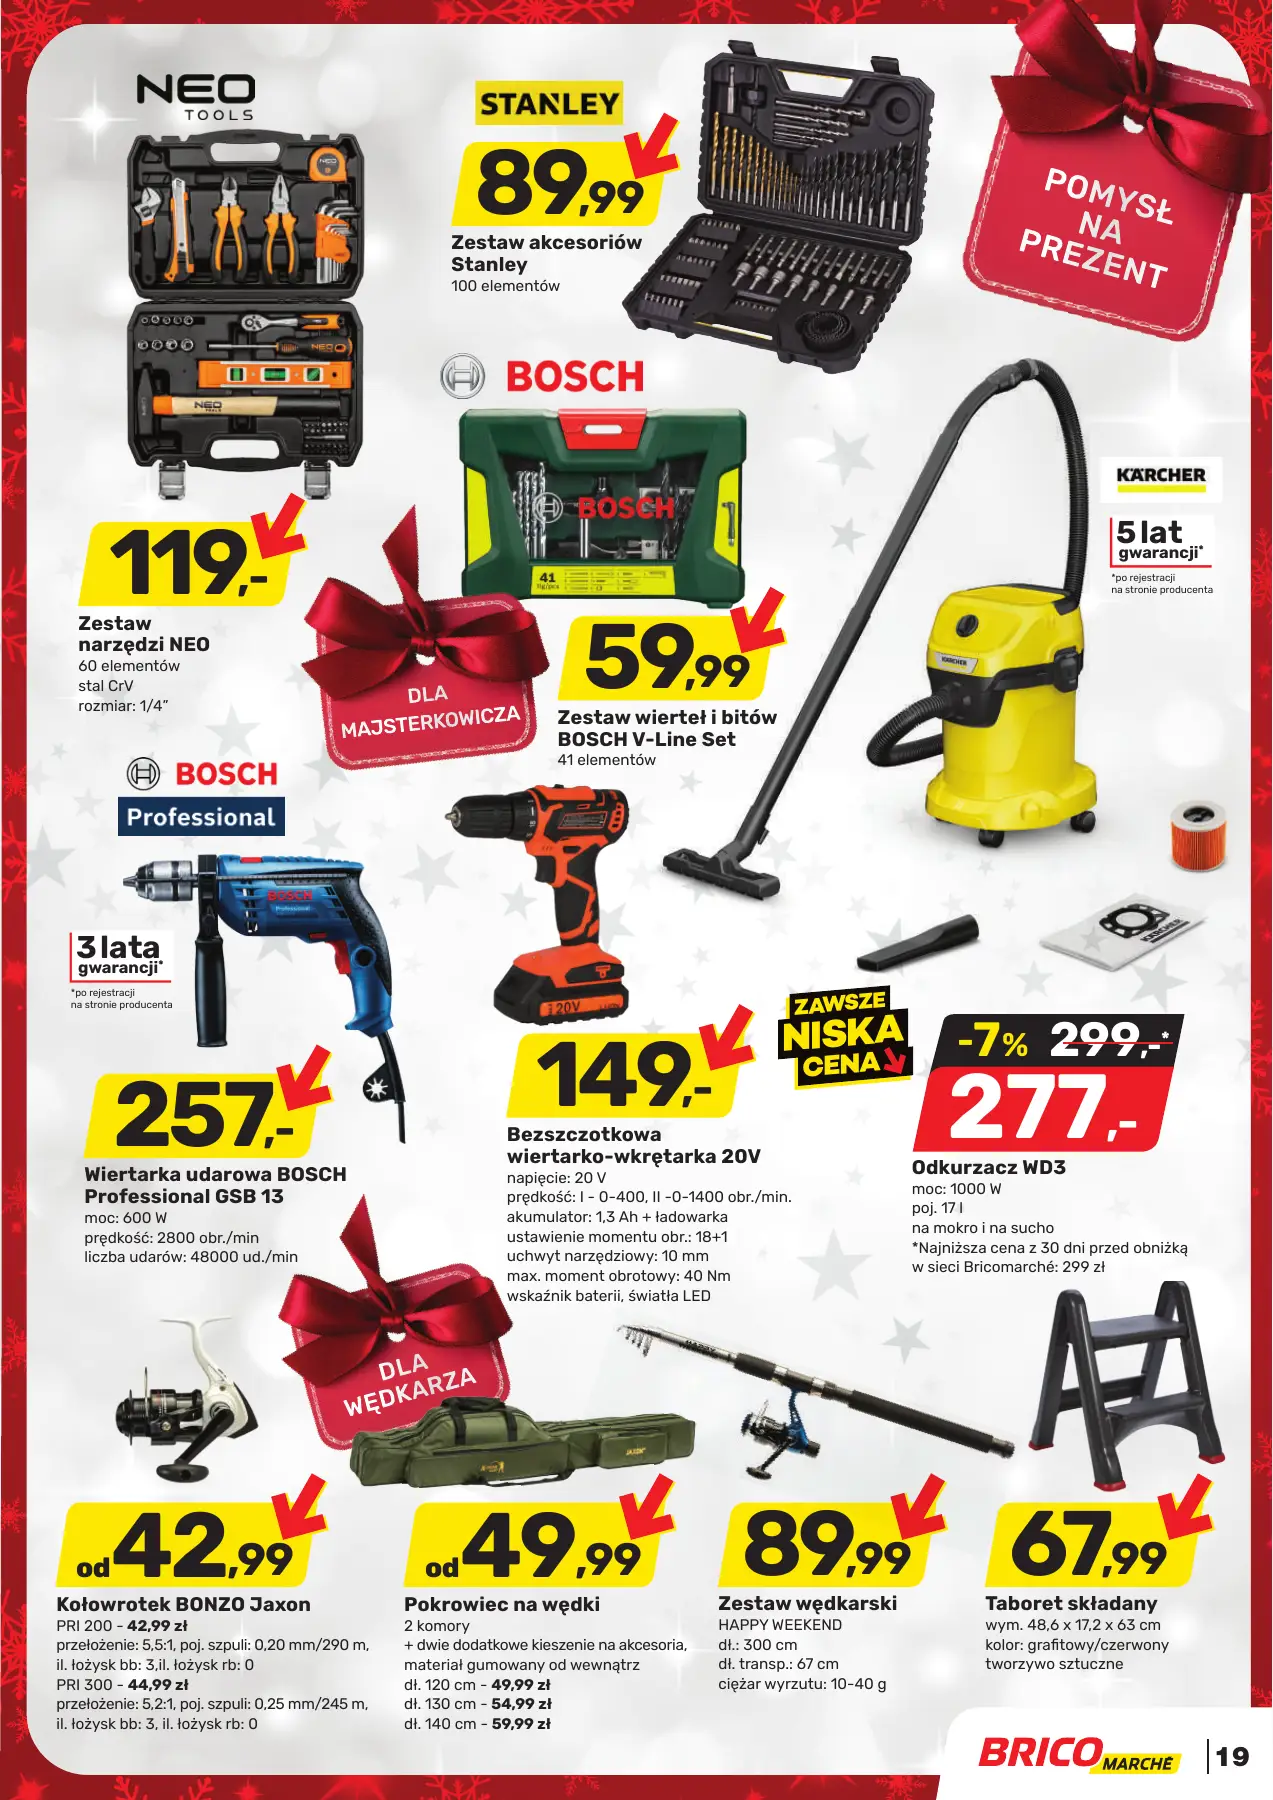 NEO
TOOLS
STANLEY
89,99
Zestaw akcesoriów
Stanley
100 elementów
POMYSŁ
NA
PREZENT
NEO
TOOLS
BOSCH
BOSCH
41
119,-
Zestaw
narzędzi NEO
60 elementów
stal CrV
rozmiar: 1/4”
DLA
MAJSTERKOWICZA
59,99
Zestaw wierteł i bitów
BOSCH V-Line Set
41 elementów
KÄRCHER
5 lat
gwarancji*
*po rejestracji
na stronie producenta
KÄRCHER
KÄRCHER
BOSCH
Professional
BOSCH
Professional
3 lata
gwarancji*
*po rejestracji
na stronie producenta
257,-
Wiertarka udarowa BOSCH
Professional GSB 13
moc: 600 W
prędkość: 2800 obr./min
liczba udarów: 48000 ud./min
20V
149,-
Bezszczotkowa
wiertarko-wkrętarka 20V
napięcie: 20 V
prędkość: I - 0-400, II -0-1400 obr./min.
akumulator: 1,3 Ah + ładowarka
ustawienie momentu obr.: 18+1
uchwyt narzędziowy: 10 mm
max. moment obrotowy: 40 Nm
wskaźnik baterii, światła LED
ZAWSZE
NISKA
CENA
-7% 299,-*
277,-
Odkurzacz WD3
moc: 1000 W
poj. 17 l
na mokro i na sucho
*Najniższa cena z 30 dni przed obniżką
w sieci Bricomarché: 299 zł
DLA
WĘDKARZA
JAXON
od 42,99
Kołowrotek BONZO Jaxon
PRI 200 - 42,99 zł
przełożenie: 5,5:1, poj. szpuli: 0,20 mm/290 m,
il. łożysk bb: 3,il. łożysk rb: 0
PRI 300 - 44,99 zł
przełożenie: 5,2:1, poj. szpuli: 0,25 mm/245 m,
il. łożysk bb: 3, il. łożysk rb: 0
od 49,99
Pokrowiec na wędki
2 komory
+ dwie dodatkowe kieszenie na akcesoria,
materiał gumowany od wewnątrz
dł. 120 cm - 49,99 zł
dł. 130 cm - 54,99 zł
dł. 140 cm - 59,99 zł
89,99
Zestaw wędkarski
HAPPY WEEKEND
dł.: 300 cm
dł. transp.: 67 cm
ciężar wyrzutu: 10-40 g
67,99
Taboret składany
wym. 48,6 x 17,2 x 63 cm
kolor: grafitowy/czerwony
tworzywo sztuczne
BRICO MARCHÉ
19